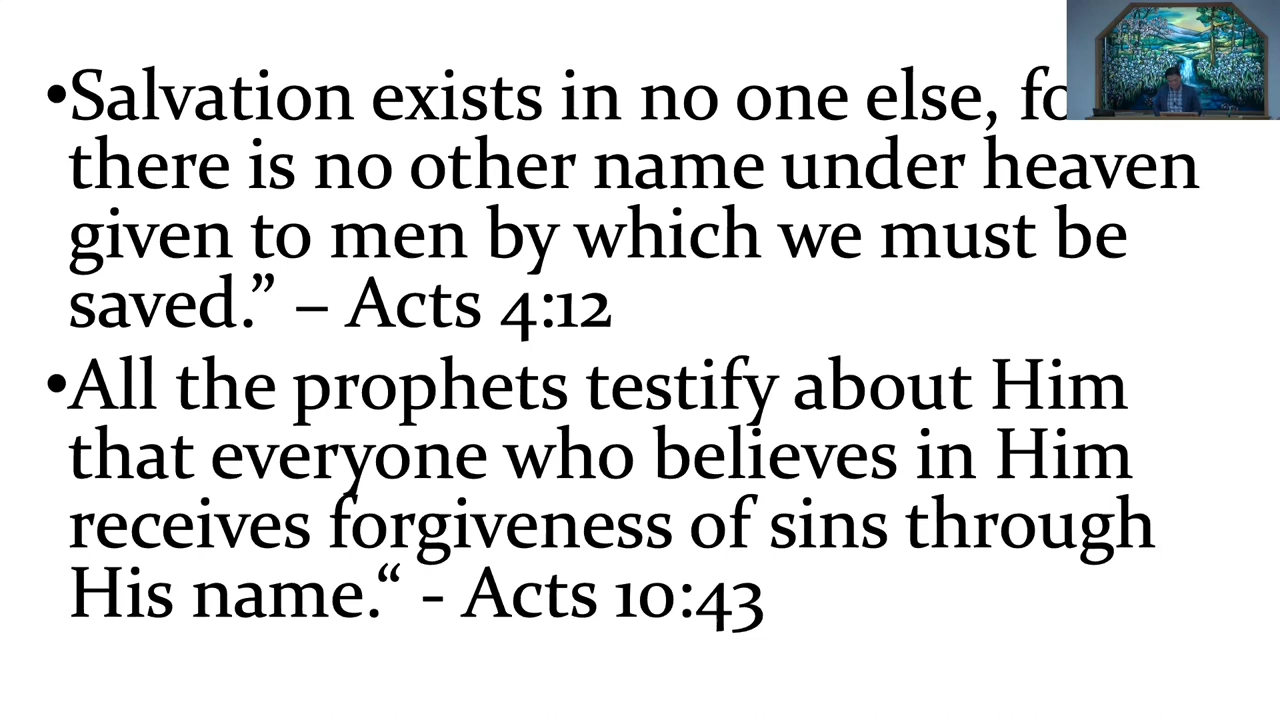 •Salvation exists in no one else, fo
there is no other name under heaven
given to men by which we must be
saved.” – Acts 4:12
•All the prophets testify about Him
that everyone who believes in Him
receives forgiveness of sins through
His name.“ - Acts 10:43